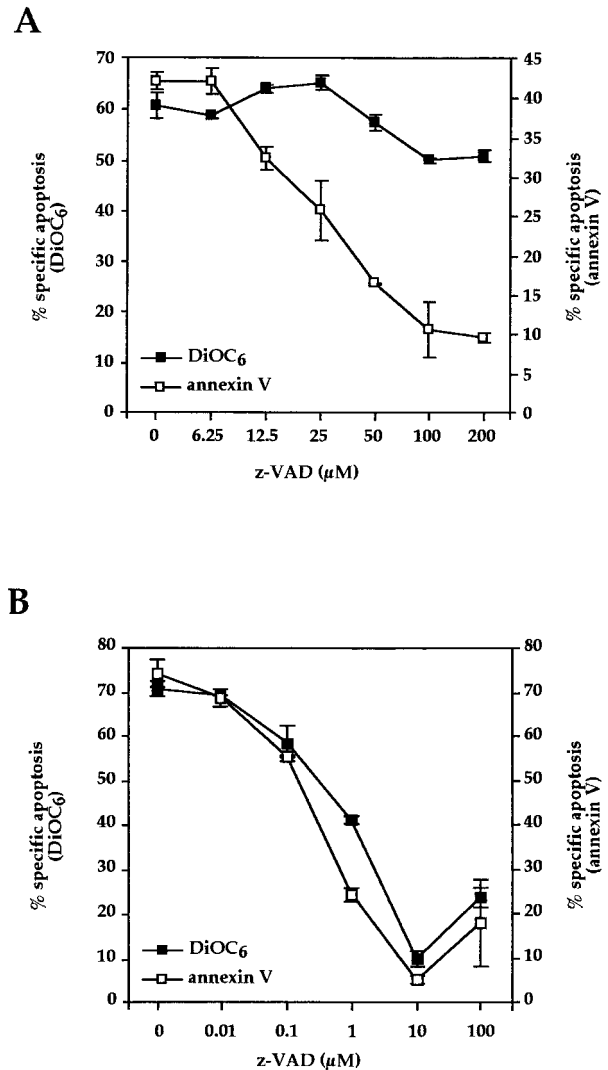 A
70
60
50
40
30
20
10
0
% specific apoptosis
(DiOC6)
45
40
35
30
25
20
15
10
5
0
% specific apoptosis
(annexin V)
DiOC6
annexin V
0 6.25 12.5 25 50 100 200
z-VAD (µM)
B
80
70
60
50
40
30
20
10
0
% specific apoptosis
(DiOC6)
80
70
60
50
40
30
20
10
0
% specific apoptosis
(annexin V)
DiOC6
annexin V
0 0.01 0.1 1 10 100
z-VAD (µM)